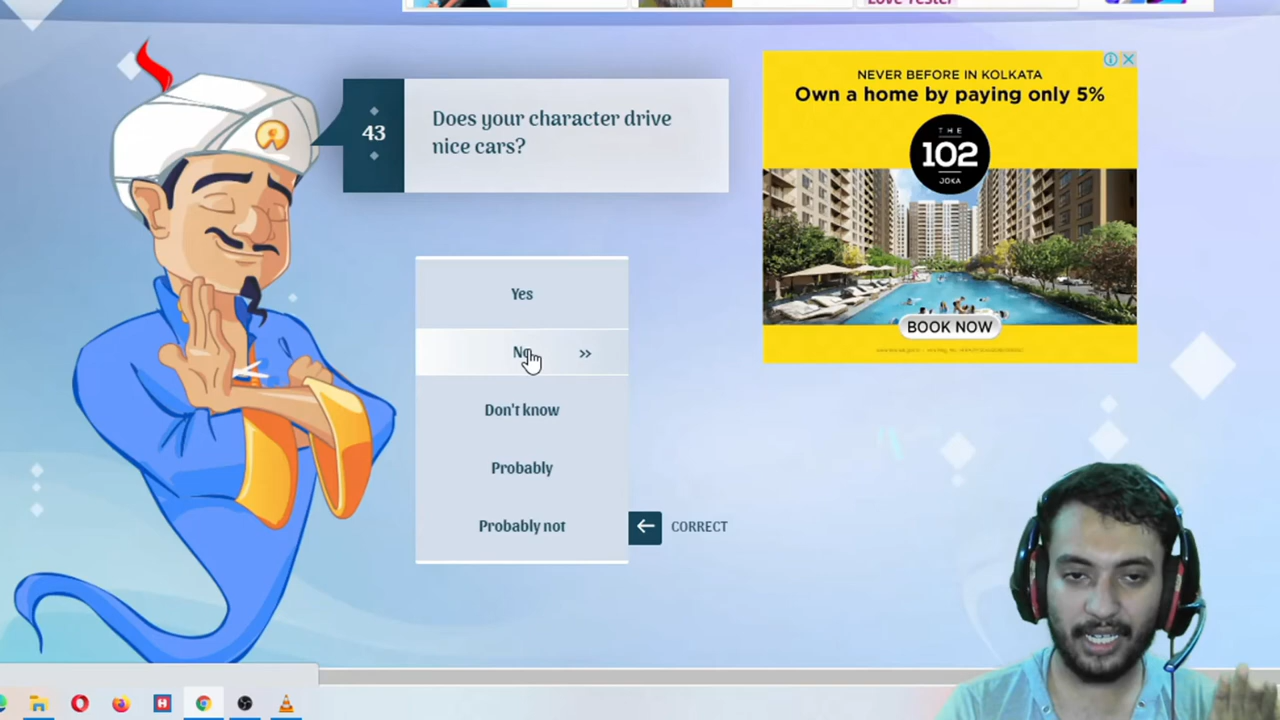 Love Tester
43
Does your character drive
nice cars?
Yes
No
Don't know
Probably
Probably not
CORRECT
NEVER BEFORE IN KOLKATA
Own a home by paying only 5%
THE
102
JOKA
BOOK NOW